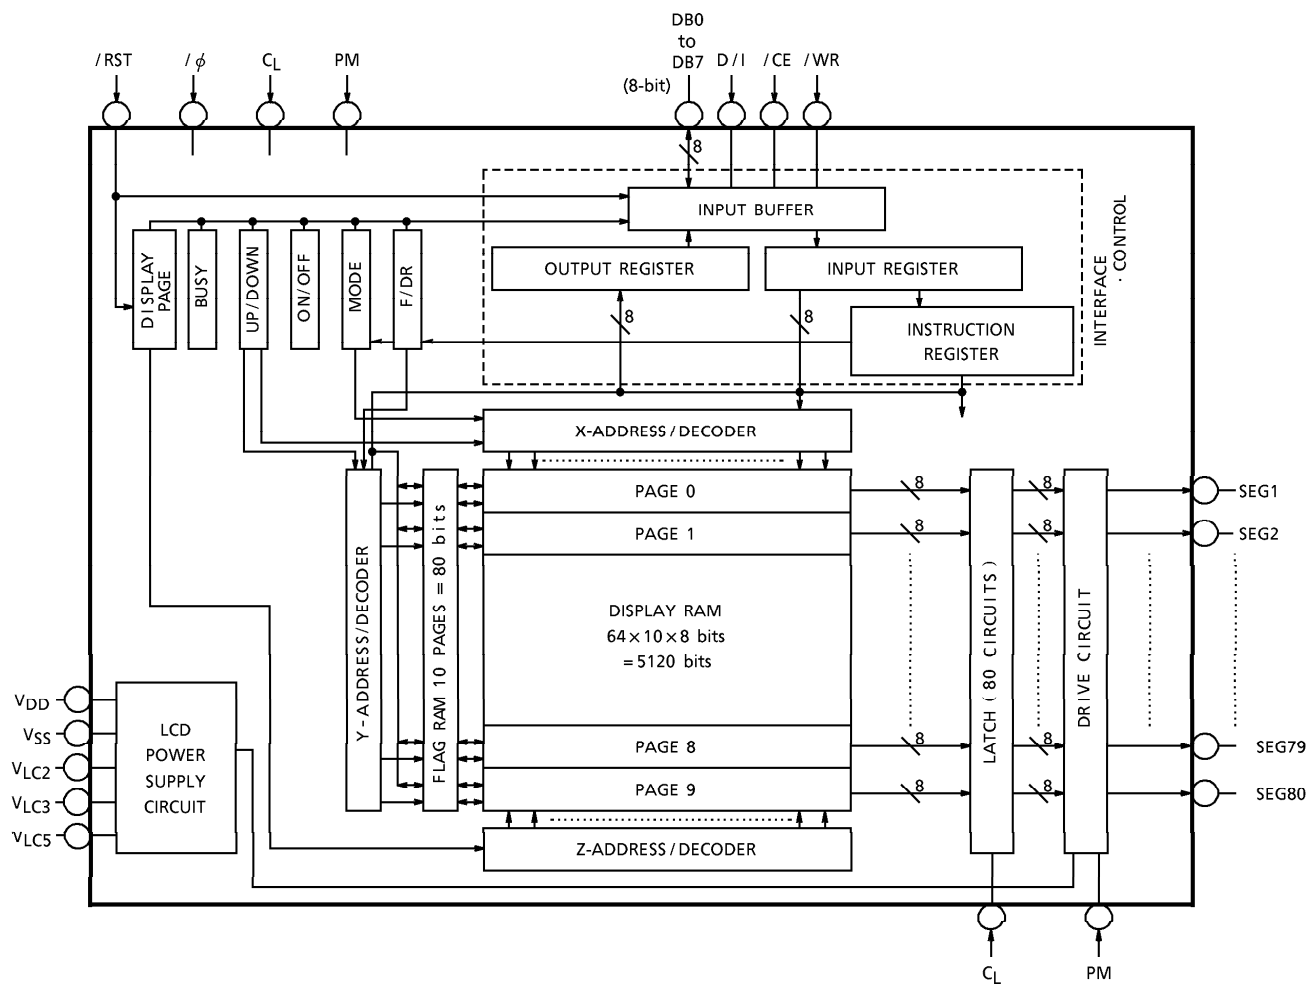 DB0
to
DB7
(8-bit)
/RST
/φ
CL
PM
D/I
/CE
/WR
8
INPUT BUFFER
OUTPUT REGISTER
INPUT REGISTER
8
8
INSTRUCTION
REGISTER
INTERFACE
· CONTROL
DISPLAY
PAGE
BUSY
UP/DOWN
ON/OFF
MODE
F/DR
X-ADDRESS/DECODER
Y-ADDRESS/DECODER
FLAG RAM 10 PAGES = 80 bits
PAGE 0
PAGE 1
DISPLAY RAM
64×10×8 bits
=5120 bits
PAGE 8
PAGE 9
Z-ADDRESS/DECODER
8
8
8
8
LATCH (80 CIRCUITS)
8
8
8
8
DRIVE CIRCUIT
SEG1
SEG2
SEG79
SEG80
VDD
VSS
VLC2
VLC3
VLC5
LCD
POWER
SUPPLY
CIRCUIT
CL
PM